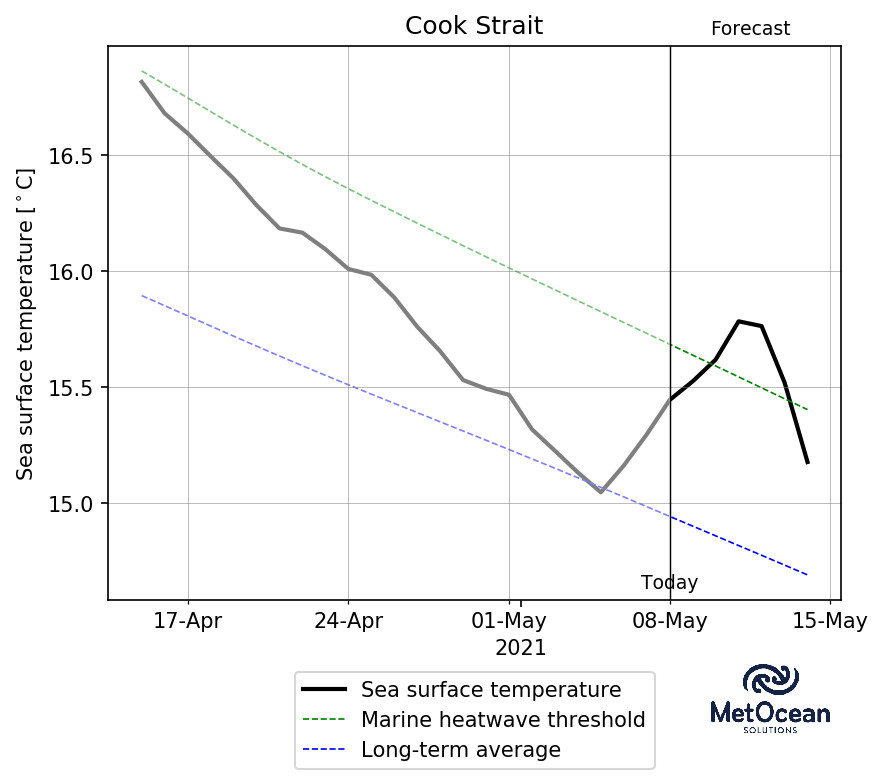 Cook Strait
Forecast
Sea surface temperature [°C]
16.5
16.0
15.5
15.0
Today
17-Apr 24-Apr 01-May 08-May 15-May
2021
Sea surface temperature
Marine heatwave threshold
Long-term average
MetOcean
SOLUTIONS